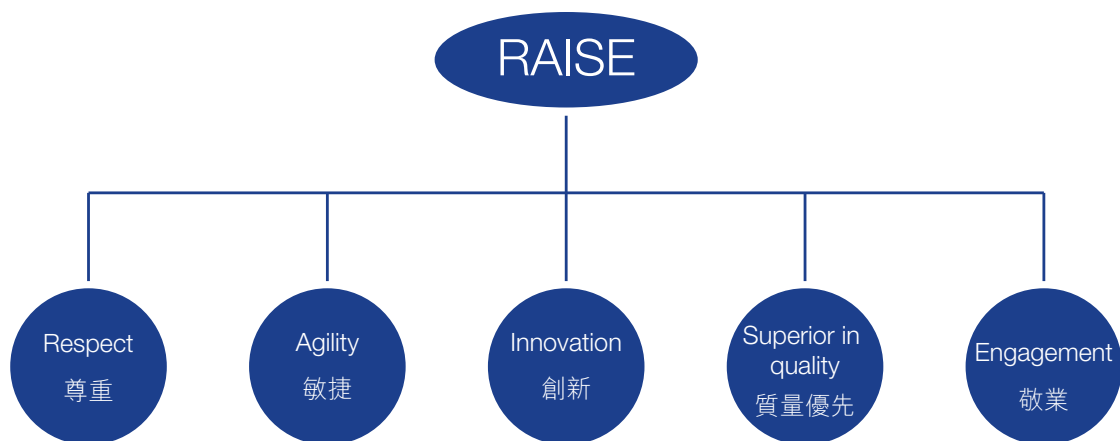 RAISE
Respect
尊重
Agility
敏捷
Innovation
創新
Superior in
quality
質量優先
Engagement
敬業